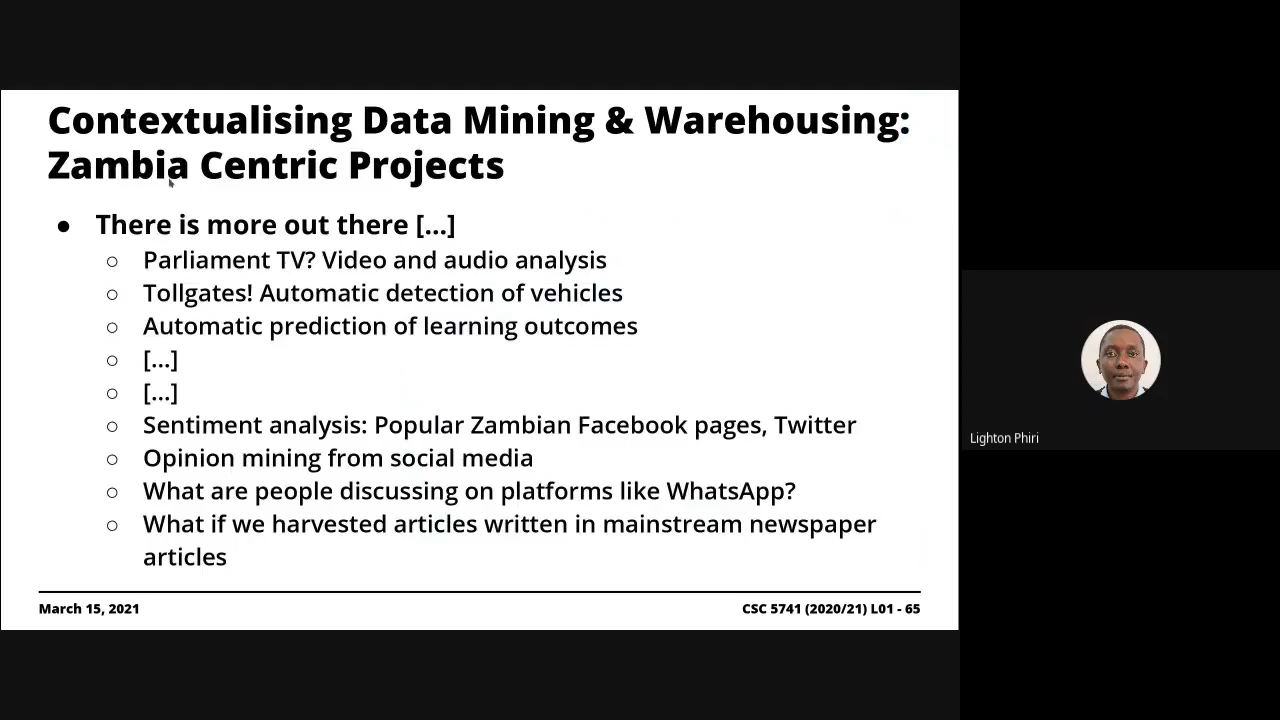 Contextualising Data Mining & Warehousing:
Zambia Centric Projects
● There is more out there [...]
○ Parliament TV? Video and audio analysis
○ Tollgates! Automatic detection of vehicles
○ Automatic prediction of learning outcomes
○ [...]
○ [...]
○ Sentiment analysis: Popular Zambian Facebook pages, Twitter
○ Opinion mining from social media
○ What are people discussing on platforms like WhatsApp?
○ What if we harvested articles written in mainstream newspaper
articles
March 15, 2021
CSC 5741 (2020/21) L01 - 65
Lighton Phiri